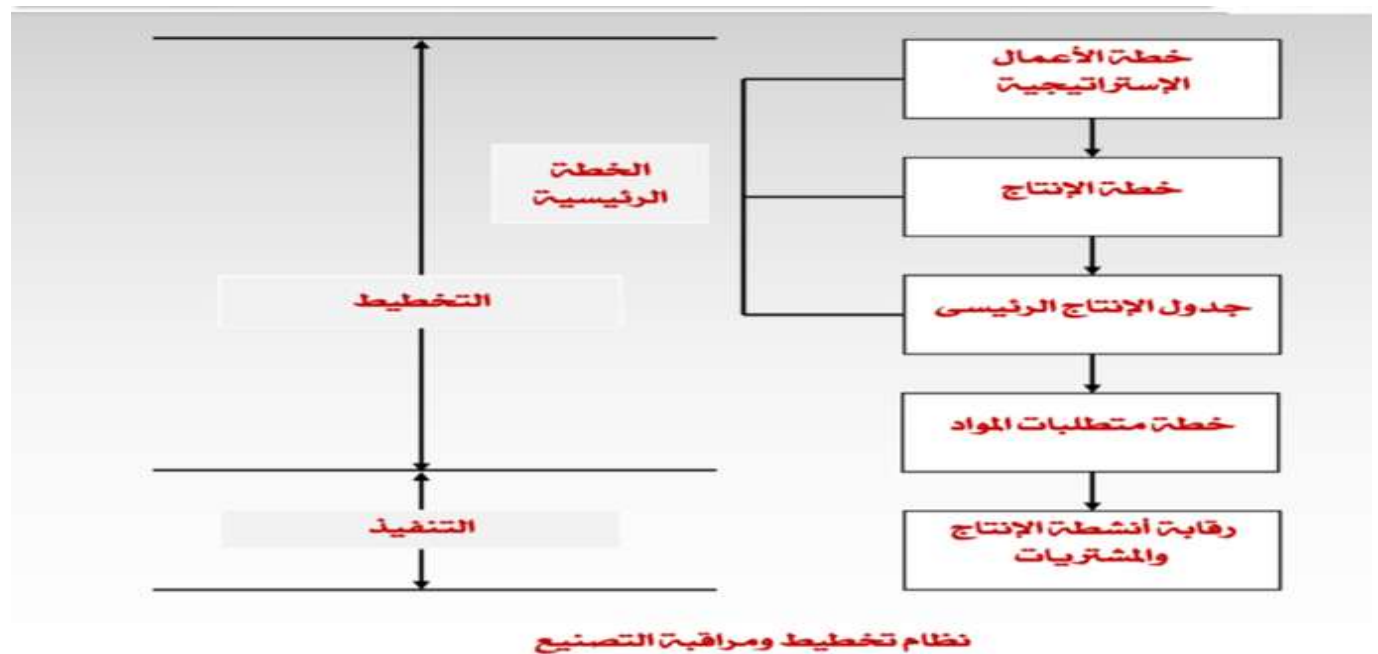 خطة الأعمال
الإستراتيجية
خطة الإنتاج
جدول الإنتاج الرئيسى
خطة متطلبات المواد
رقابة أنشطة الإنتاج
والمشتريات
الخطة
الرئيسية
التخطيط
التنفيذ
نظام تخطيط ومراقبة التصنيع